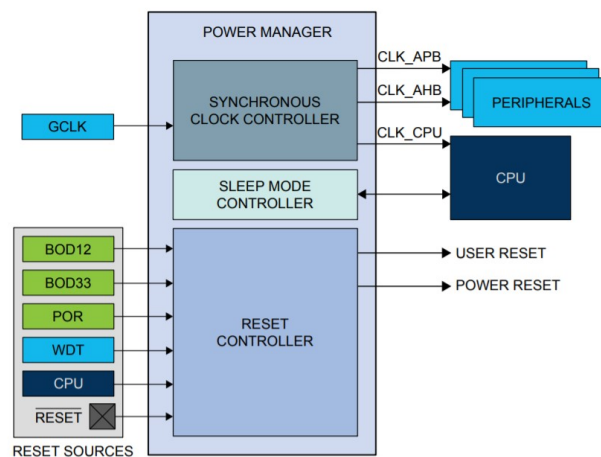 POWER MANAGER
SYNCHRONOUS
CLOCK CONTROLLER
GCLK
CLK_APB
CLK_AHB
CLK_CPU
PERIPHERALS
CPU
SLEEP MODE
CONTROLLER
BOD12
BOD33
POR
WDT
CPU
RESET
RESET SOURCES
RESET
CONTROLLER
USER RESET
POWER RESET